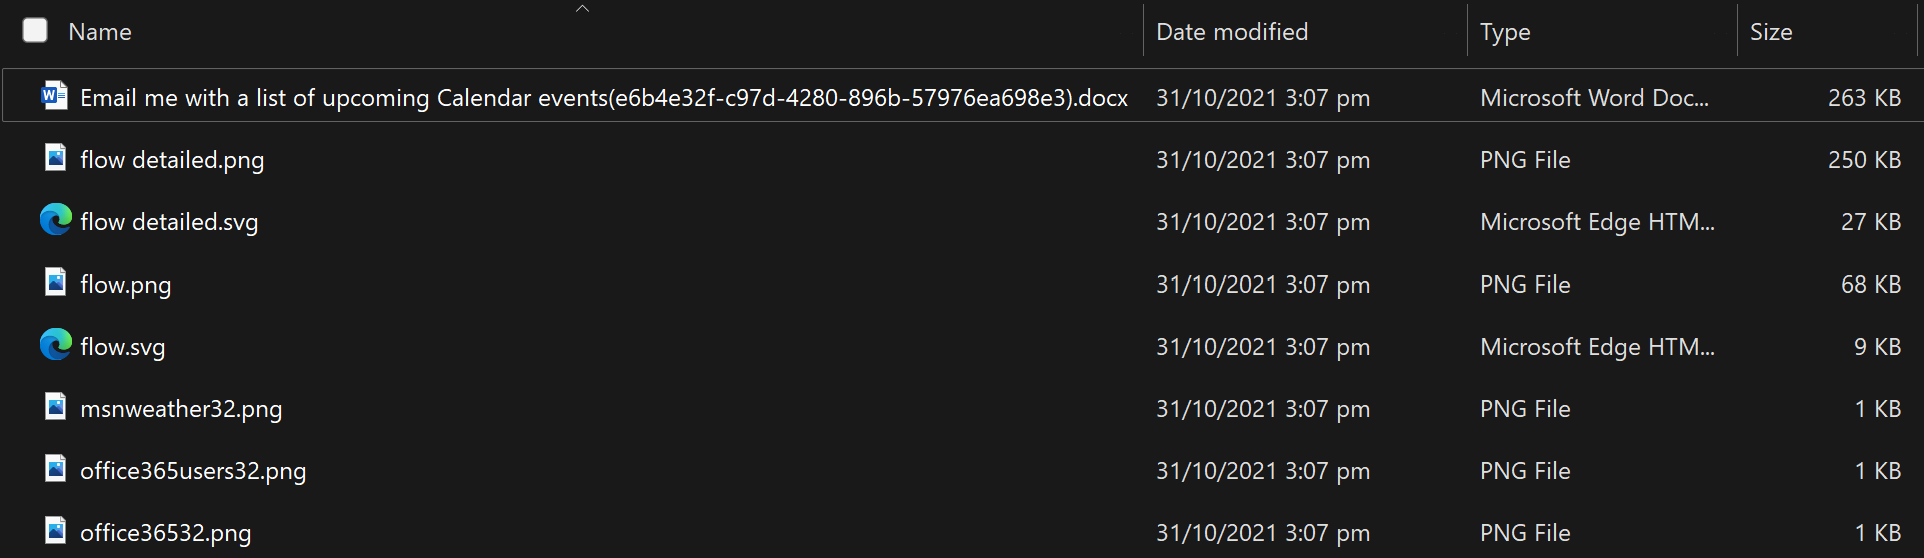 Name Date modified Type Size
Email me with a list of upcoming Calendar events(e6b4e32f-c97d-4280-896b-57976ea698e3).docx 31/10/2021 3:07 pm Microsoft Word Doc... 263 KB
flow detailed.png 31/10/2021 3:07 pm PNG File 250 KB
flow detailed.svg 31/10/2021 3:07 pm Microsoft Edge HTM... 27 KB
flow.png 31/10/2021 3:07 pm PNG File 68 KB
flow.svg 31/10/2021 3:07 pm Microsoft Edge HTM... 9 KB
msnweather32.png 31/10/2021 3:07 pm PNG File 1 KB
office365users32.png 31/10/2021 3:07 pm PNG File 1 KB
office36532.png 31/10/2021 3:07 pm PNG File 1 KB